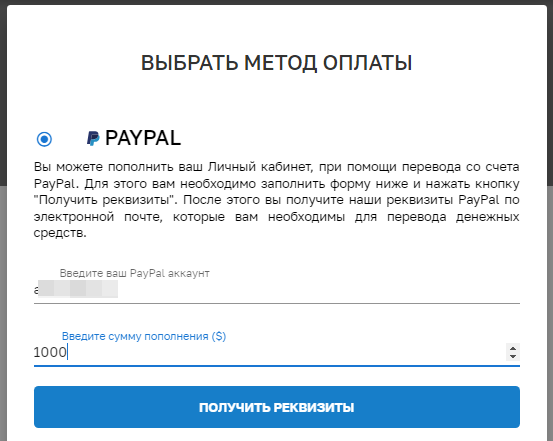 ВЫБРАТЬ МЕТОД ОПЛАТЫ
PAYPAL
Вы можете пополнить ваш Личный кабинет, при помощи перевода со счета
PayPal. Для этого вам необходимо заполнить форму ниже и нажать кнопку
"Получить реквизиты". После этого вы получите наши реквизиты PayPal по
электронной почте, которые вам необходимы для перевода денежных
средств.
Введите ваш PayPal аккаунт
Введите сумму пополнения ($)
1000
ПОЛУЧИТЬ РЕКВИЗИТЫ